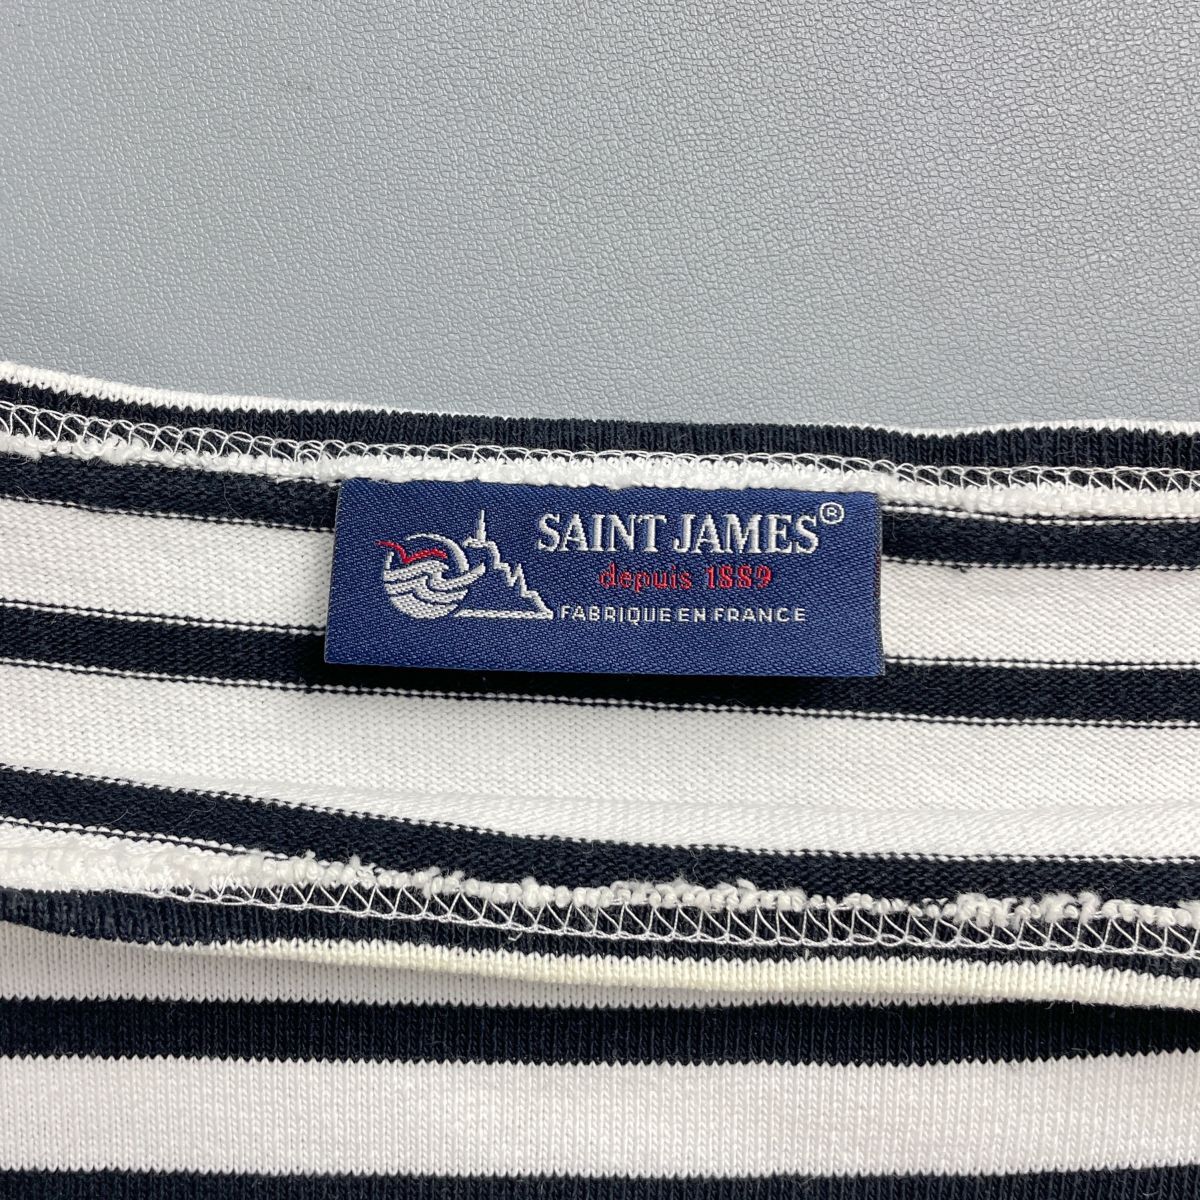 SAINT JAMES®
depuis 1889
FABRIQUE EN FRANCE